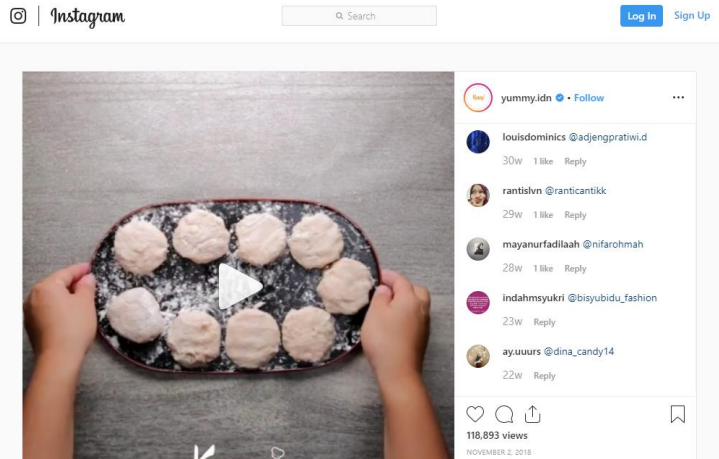 Instagram
Search
Log In
Sign Up
yummy.idn • Follow
louisdominics @adjengpratiwi.d
30w 1 like Reply
rantislvn @ranticantikk
29w 1 like Reply
mayanurfadilaah @nifarohmah
28w 1 like Reply
indahmsyukri @bisyubidu_fashion
23w Reply
ay.uuurs @dina_candy14
22w Reply
118,893 views
NOVEMBER 2, 2018